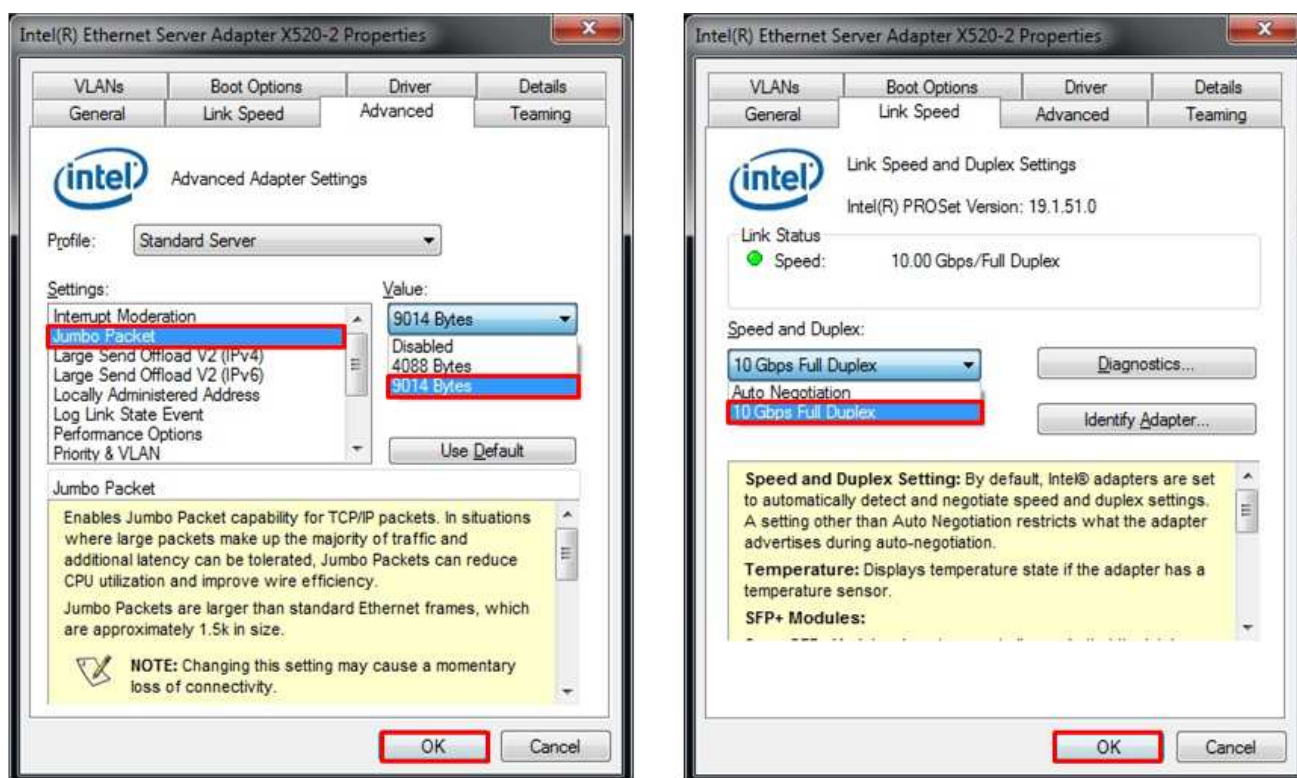 Intel(R) Ethernet Server Adapter X520-2 Properties
VLANs Boot Options Driver Details
General Link Speed Advanced Teaming
intel
Advanced Adapter Settings
Profile: Standard Server
Settings:
Value:
Interrupt Moderation
Jumbo Packet
Large Send Offload V2 (IPv4)
Large Send Offload V2 (IPv6)
Locally Administered Address
Log Link State Event
Performance Options
Priority & VLAN
9014 Bytes
Disabled
4088 Bytes
9014 Bytes
Use Default
Jumbo Packet
Enables Jumbo Packet capability for TCP/IP packets. In situations
where large packets make up the majority of traffic and
additional latency can be tolerated, Jumbo Packets can reduce
CPU utilization and improve wire efficiency.
Jumbo Packets are larger than standard Ethernet frames, which
are approximately 1.5k in size.
NOTE: Changing this setting may cause a momentary
loss of connectivity.
OK Cancel
Intel(R) Ethernet Server Adapter X520-2 Properties
VLANs Boot Options Driver Details
General Link Speed Advanced Teaming
intel
Link Speed and Duplex Settings
Intel(R) PROSet Version: 19.1.51.0
Link Status
Speed: 10.00 Gbps/Full Duplex
Speed and Duplex:
10 Gbps Full Duplex
Auto Negotiation
10 Gbps Full Duplex
Diagnostics...
Identify Adapter...
Speed and Duplex Setting: By default, Intel® adapters are set
to automatically detect and negotiate speed and duplex settings.
A setting other than Auto Negotiation restricts what the adapter
advertises during auto-negotiation.
Temperature: Displays temperature state if the adapter has a
temperature sensor.
SFP+ Modules:
OK Cancel